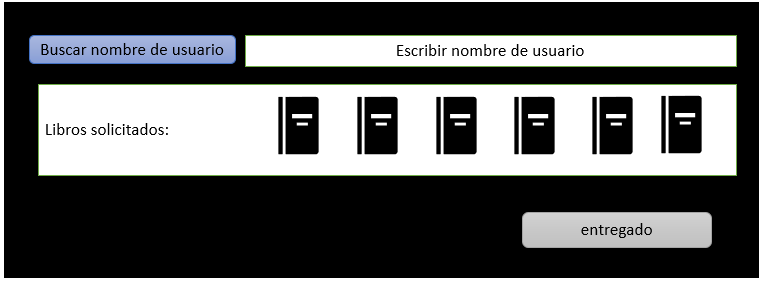 Buscar nombre de usuario
Escribir nombre de usuario
Libros solicitados:
entregado